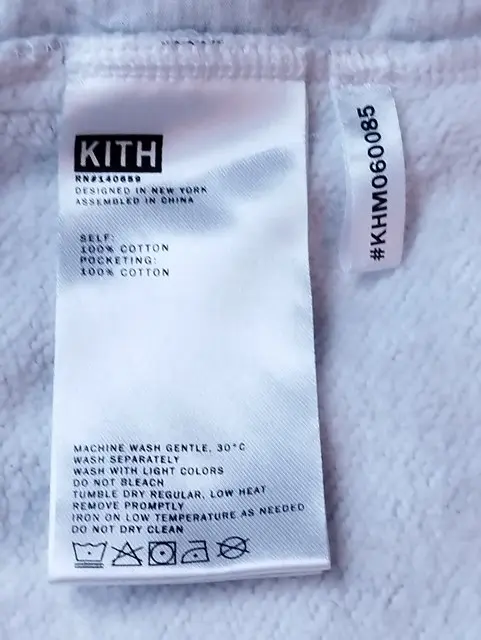 KITH
RN#140659
DESIGNED IN NEW YORK
ASSEMBLED IN CHINA
SELF:
100% COTTON
POCKETING:
100% COTTON
MACHINE WASH GENTLE, 30°C
WASH SEPARATELY
WASH WITH LIGHT COLORS
DO NOT BLEACH
TUMBLE DRY REGULAR, LOW HEAT
REMOVE PROMPTLY
IRON ON LOW TEMPERATURE AS NEEDED
DO NOT DRY CLEAN
#KHM060085